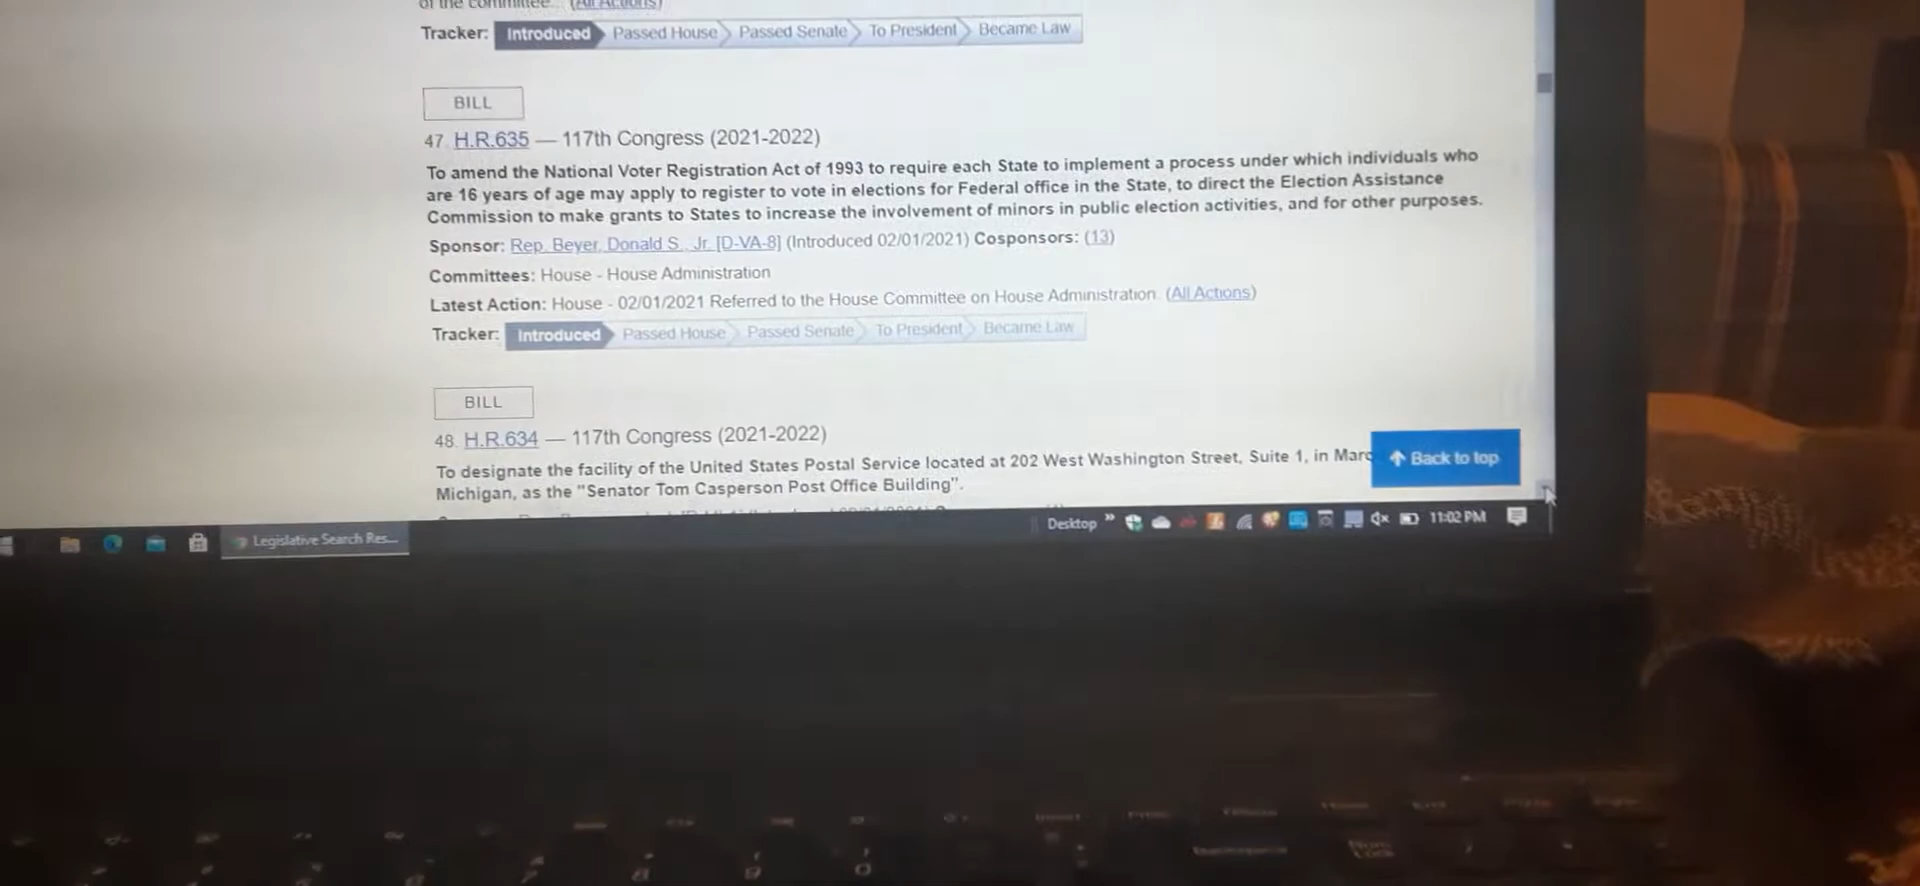 of the committee... (All Actions)
Tracker: Introduced Passed House Passed Senate To President Became Law
BILL
47. H.R.635 — 117th Congress (2021-2022)
To amend the National Voter Registration Act of 1993 to require each State to implement a process under which individuals who
are 16 years of age may apply to register to vote in elections for Federal office in the State, to direct the Election Assistance
Commission to make grants to States to increase the involvement of minors in public election activities, and for other purposes.
Sponsor: Rep. Beyer, Donald S., Jr. [D-VA-8] (Introduced 02/01/2021) Cosponsors: (13)
Committees: House - House Administration
Latest Action: House - 02/01/2021 Referred to the House Committee on House Administration. (All Actions)
Tracker: Introduced Passed House Passed Senate To President Became Law
BILL
48. H.R.634 — 117th Congress (2021-2022)
To designate the facility of the United States Postal Service located at 202 West Washington Street, Suite 1, in Marq
Michigan, as the "Senator Tom Casperson Post Office Building".
↑ Back to top
Desktop » 11:02 PM
Legislative Search Res...